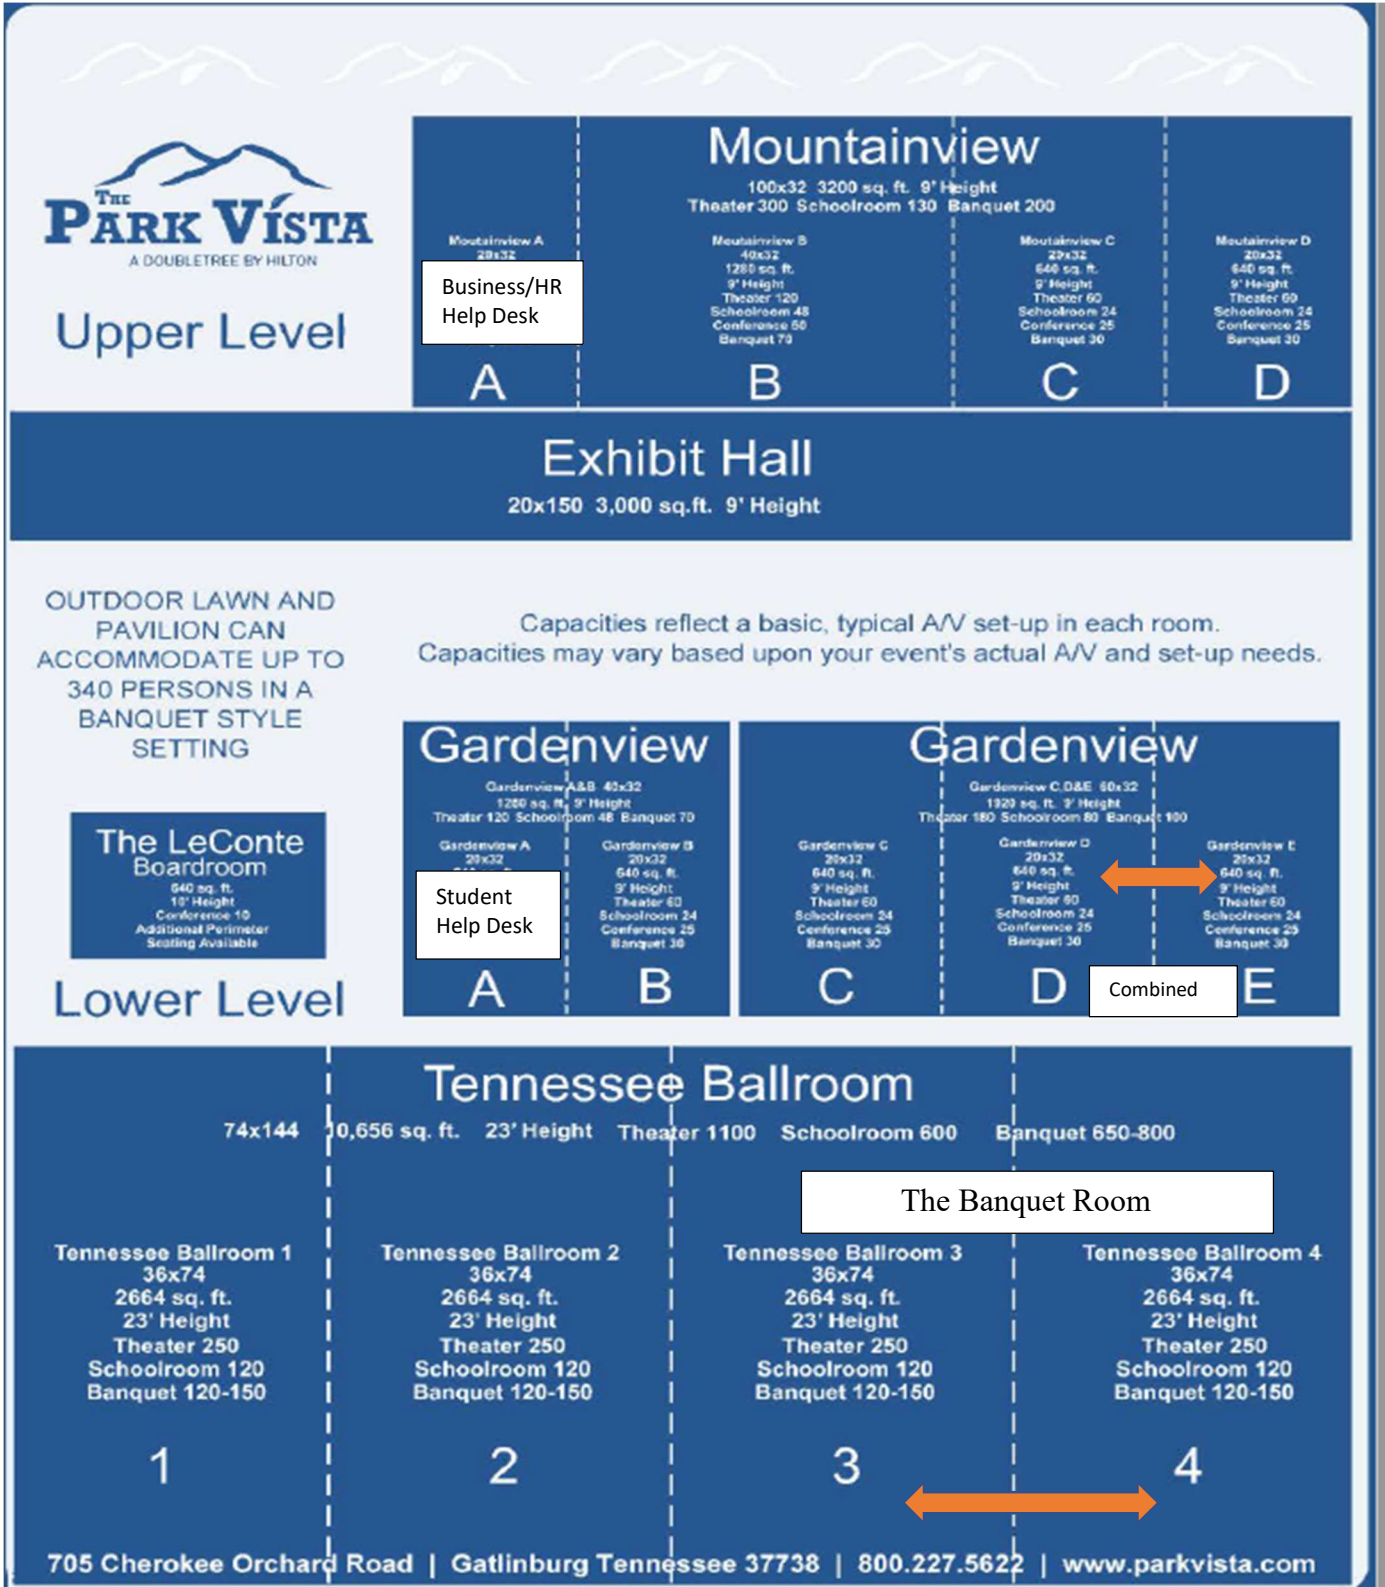 THE
PARK VISTA
A DOUBLETREE BY HILTON
Upper Level
Mountainview
100x32 3200 sq. ft. 9' Height
Theater 300 Schoolroom 130 Banquet 200
Moutainview A
20x32
Business/HR
Help Desk
A
Moutainview B
40x32
1280 sq. ft.
9' Height
Theater 120
Schoolroom 48
Conference 50
Banquet 70
B
Moutainview C
20x32
640 sq. ft.
9' Height
Theater 60
Schoolroom 24
Conference 25
Banquet 30
C
Moutainview D
20x32
640 sq. ft.
9' Height
Theater 60
Schoolroom 24
Conference 25
Banquet 30
D
Exhibit Hall
20x150 3,000 sq.ft. 9' Height
OUTDOOR LAWN AND
PAVILION CAN
ACCOMMODATE UP TO
340 PERSONS IN A
BANQUET STYLE
SETTING
Capacities reflect a basic, typical A/V set-up in each room.
Capacities may vary based upon your event's actual A/V and set-up needs.
The LeConte
Boardroom
640 sq. ft.
10' Height
Conference 10
Additional Perimeter
Seating Available
Lower Level
Gardenview
Gardenview A&B 40x32
1280 sq. ft. 9' Height
Theater 120 Schoolroom 48 Banquet 70
Gardenview A
20x32
Student
Help Desk
A
Gardenview B
20x32
640 sq. ft.
9' Height
Theater 60
Schoolroom 24
Conference 25
Banquet 30
B
Gardenview
Gardenview C,D&E 60x32
1920 sq. ft. 9' Height
Theater 180 Schoolroom 80 Banquet 100
Gardenview C
20x32
640 sq. ft.
9' Height
Theater 60
Schoolroom 24
Conference 25
Banquet 30
C
Gardenview D
20x32
640 sq. ft.
9' Height
Theater 60
Schoolroom 24
Conference 25
Banquet 30
D
Combined
Gardenview E
20x32
640 sq. ft.
9' Height
Theater 60
Schoolroom 24
Conference 25
Banquet 30
E
Tennessee Ballroom
74x144 10,656 sq. ft. 23' Height Theater 1100 Schoolroom 600 Banquet 650-800
The Banquet Room
Tennessee Ballroom 1
36x74
2664 sq. ft.
23' Height
Theater 250
Schoolroom 120
Banquet 120-150
1
Tennessee Ballroom 2
36x74
2664 sq. ft.
23' Height
Theater 250
Schoolroom 120
Banquet 120-150
2
Tennessee Ballroom 3
36x74
2664 sq. ft.
23' Height
Theater 250
Schoolroom 120
Banquet 120-150
3
Tennessee Ballroom 4
36x74
2664 sq. ft.
23' Height
Theater 250
Schoolroom 120
Banquet 120-150
4
705 Cherokee Orchard Road | Gatlinburg Tennessee 37738 | 800.227.5622 | www.parkvista.com